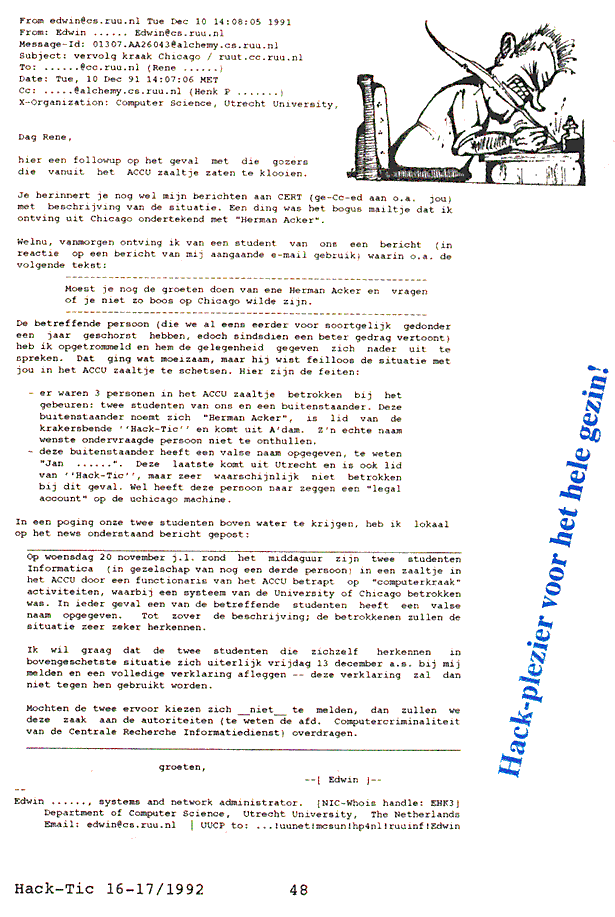 From edwin@cs.ruu.nl Tue Dec 10 14:08:05 1991
From: Edwin ...... Edwin@cs.ruu.nl
Message-Id: 01307.AA26043@alchemy.cs.ruu.nl
Subject: vervolg kraak Chicago / ruut.cc.ruu.nl
To: ......@cc.ruu.nl (Rene ......)
Date: Tue, 10 Dec 91 14:07:06 MET
Cc: .....@alchemy.cs.ruu.nl (Henk P .......)
X-Organization: Computer Science, Utrecht University,
Dag Rene,
hier een followup op het geval met die gozers
die vanuit het ACCU zaaltje zaten te klooien.
Je herinnert je nog wel mijn berichten aan CERT (ge-Cc-ed aan o.a. jou)
met beschrijving van de situatie. Een ding was het bogus mailtje dat ik
ontving uit Chicago ondertekend met "Herman Acker".
Welnu, vanmorgen ontving ik van een student van ons een bericht (in
reactie op een bericht van mij aangaande e-mail gebruik) waarin o.a. de
volgende tekst:
Moest je nog de groeten doen van ene Herman Acker en vragen
of je niet zo boos op Chicago wilde zijn.
De betreffende persoon (die we al eens eerder voor soortgelijk gedonder
een jaar geschorst hebben, edoch sindsdien een beter gedrag vertoont)
heb ik opgetrommeld en hem de gelegenheid gegeven zich nader uit te
spreken. Dat ging wat moeizaam, maar hij wist feilloos de situatie met
jou in het ACCU zaaltje te schetsen. Hier zijn de feiten:
- er waren 3 personen in het ACCU zaaltje betrokken bij het
gebeuren: twee studenten van ons en een buitenstaander. Deze
buitenstaander noemt zich "Herman Acker", is lid van de
krakersbende ''Hack-Tic'' en komt uit A'dam. Z'n echte naam
wenste ondervraagde persoon niet te onthullen.
- deze buitenstaander heeft een valse naam opgegeven, te weten
"Jan ......". Deze laatste komt uit Utrecht en is ook lid
van ''Hack-Tic'', maar zeer waarschijnlijk niet betrokken
bij dit geval. Wel heeft deze persoon naar zeggen een "legal
account" op de uchicago machine.
In een poging onze twee studenten boven water te krijgen, heb ik lokaal
op het news onderstaand bericht gepost:
Op woensdag 20 november j.l. rond het middaguur zijn twee studenten
Informatica (in gezelschap van nog een derde persoon) in een zaaltje in
het ACCU door een functionaris van het ACCU betrapt op "computerkraak"
activiteiten, waarbij een systeem van de University of Chicago betrokken
was. In ieder geval een van de betreffende studenten heeft een valse
naam opgegeven. Tot zover de beschrijving; de betrokkenen zullen de
situatie zeer zeker herkennen.
Ik wil graag dat de twee studenten die zichzelf herkennen in
bovengeschetste situatie zich uiterlijk vrijdag 13 december a.s. bij mij
melden en een volledige verklaring afleggen -- deze verklaring zal dan
niet tegen hen gebruikt worden.
Mochten de twee ervoor kiezen zich __niet__ te melden, dan zullen we
deze zaak aan de autoriteiten (te weten de afd. Computercriminaliteit
van de Centrale Recherche Informatiedienst) overdragen.
groeten,
--[ Edwin ]--
--
Edwin ......, systems and network administrator. [NIC-Whois handle: EHK3]
Department of Computer Science, Utrecht University, The Netherlands
Email: edwin@cs.ruu.nl | UUCP to: ...!uunet!mcsun!hp4nl!ruuinf!Edwin
Hack-plezier voor het hele gezin!
Hack-Tic 16-17/1992 48